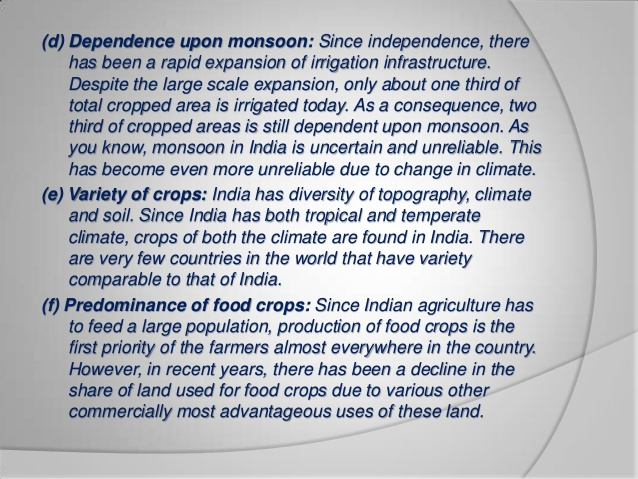 (d) Dependence upon monsoon: Since independence, there
has been a rapid expansion of irrigation infrastructure.
Despite the large scale expansion, only about one third of
total cropped area is irrigated today. As a consequence, two
third of cropped areas is still dependent upon monsoon. As
you know, monsoon in India is uncertain and unreliable. This
has become even more unreliable due to change in climate.
(e) Variety of crops: India has diversity of topography, climate
and soil. Since India has both tropical and temperate
climate, crops of both the climate are found in India. There
are very few countries in the world that have variety
comparable to that of India.
(f) Predominance of food crops: Since Indian agriculture has
to feed a large population, production of food crops is the
first priority of the farmers almost everywhere in the country.
However, in recent years, there has been a decline in the
share of land used for food crops due to various other
commercially most advantageous uses of these land.